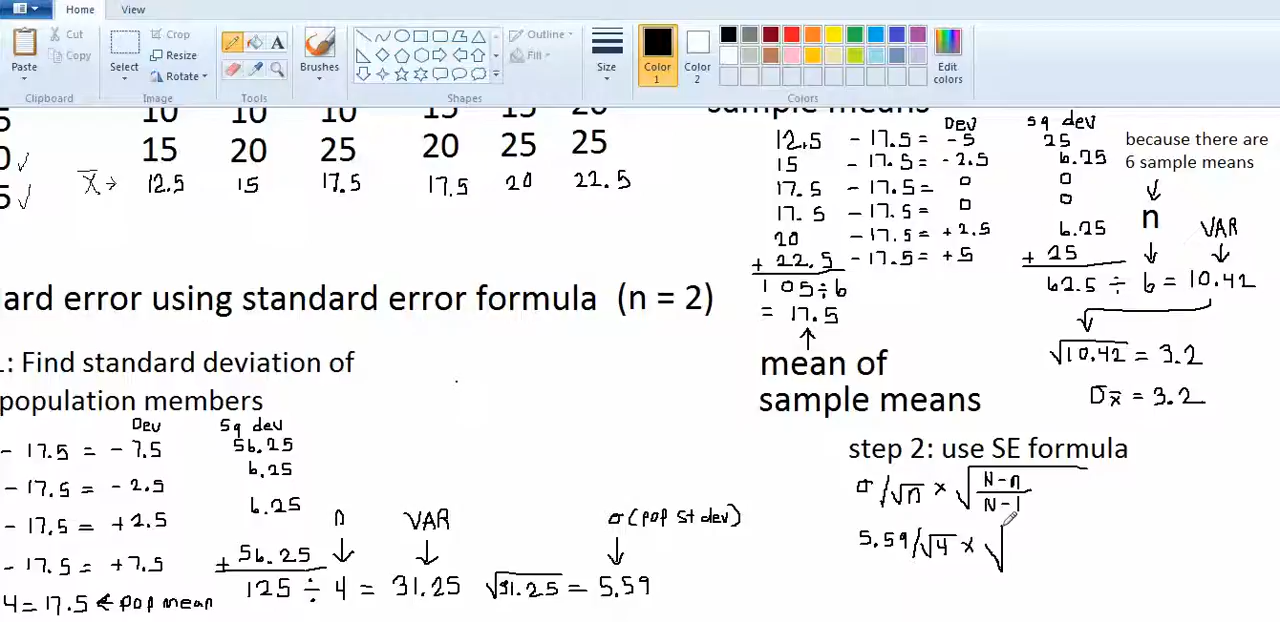 Home View
Cut
Copy
Paste
Clipboard
Select
Crop
Resize
Rotate
Image
A
Tools
Brushes
Outline
Fill
Shapes
Size
Color 1
Color 2
Edit colors
Colors
5 10 10 10 15 15 20
0 ✓ 15 20 25 20 25 25
5 ✓ x̄ → 12.5 15 17.5 17.5 20 22.5
sample means
Dev
sq dev
12.5 - 17.5 = -5 25
15 - 17.5 = -2.5 6.25
17.5 - 17.5 = 0 0
17.5 - 17.5 = 0 0
20 - 17.5 = +2.5 6.25
+ 22.5 - 17.5 = +5 + 25
105÷6
= 17.5
↑
mean of
sample means
because there are
6 sample means
↓
n VAR
↓ ↓
62.5 ÷ 6 = 10.42
√10.42 = 3.2
σx̄ = 3.2
ard error using standard error formula (n = 2)
1: Find standard deviation of
population members
Dev
Sq dev
- 17.5 = - 7.5 56.25
- 17.5 = - 2.5 6.25
- 17.5 = +2.5 6.25
- 17.5 = +7.5 + 56.25
4 = 17.5 ← pop mean
n VAR σ (pop st dev)
↓ ↓ ↓
125 ÷ 4 = 31.25 √31.25 = 5.59
step 2: use SE formula
σ/√n × √N-n/N-1
5.59/√4 × √